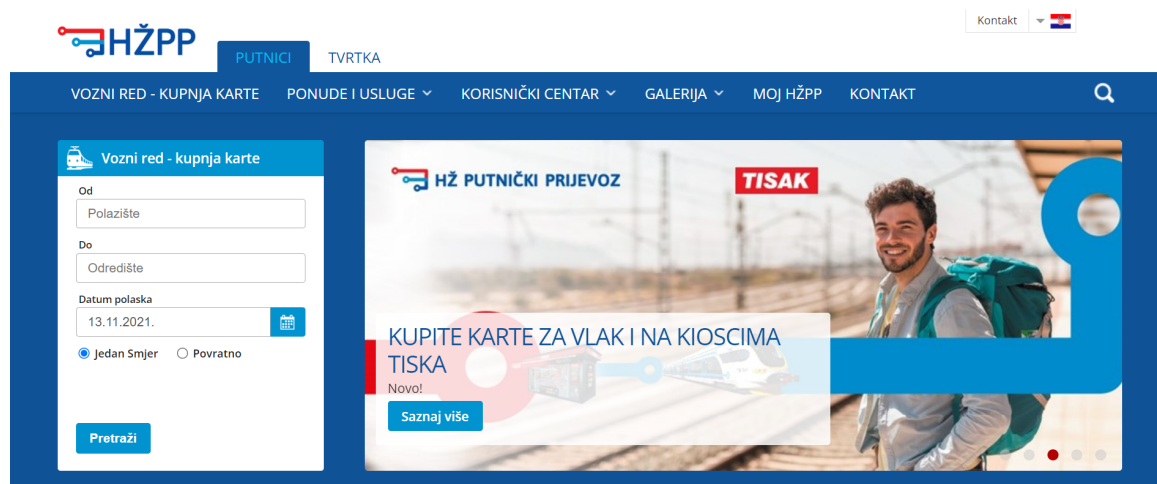 Kontakt
HŽPP
PUTNICI TVRTKA
VOZNI RED - KUPNJA KARTE PONUDE I USLUGE KORISNIČKI CENTAR GALERIJA MOJ HŽPP KONTAKT
Vozni red - kupnja karte
Od
Polazište
Do
Odredište
Datum polaska
13.11.2021.
Jedan Smjer Povratno
Pretraži
HŽ PUTNIČKI PRIJEVOZ
TISAK
KUPITE KARTE ZA VLAK I NA KIOSCIMA
TISKA
Novo!
Saznaj više